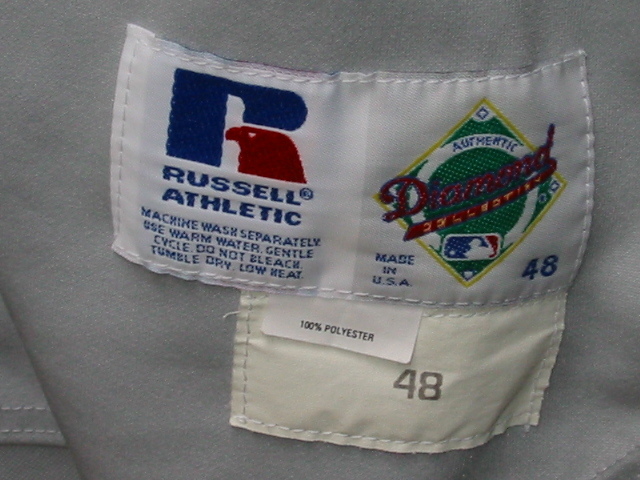 RUSSELL®
ATHLETIC
MACHINE WASH SEPARATELY.
USE WARM WATER, GENTLE
CYCLE. DO NOT BLEACH.
TUMBLE DRY, LOW HEAT.
AUTHENTIC
Diamond
COLLECTION
MADE
IN
U.S.A.
48
100% POLYESTER
48